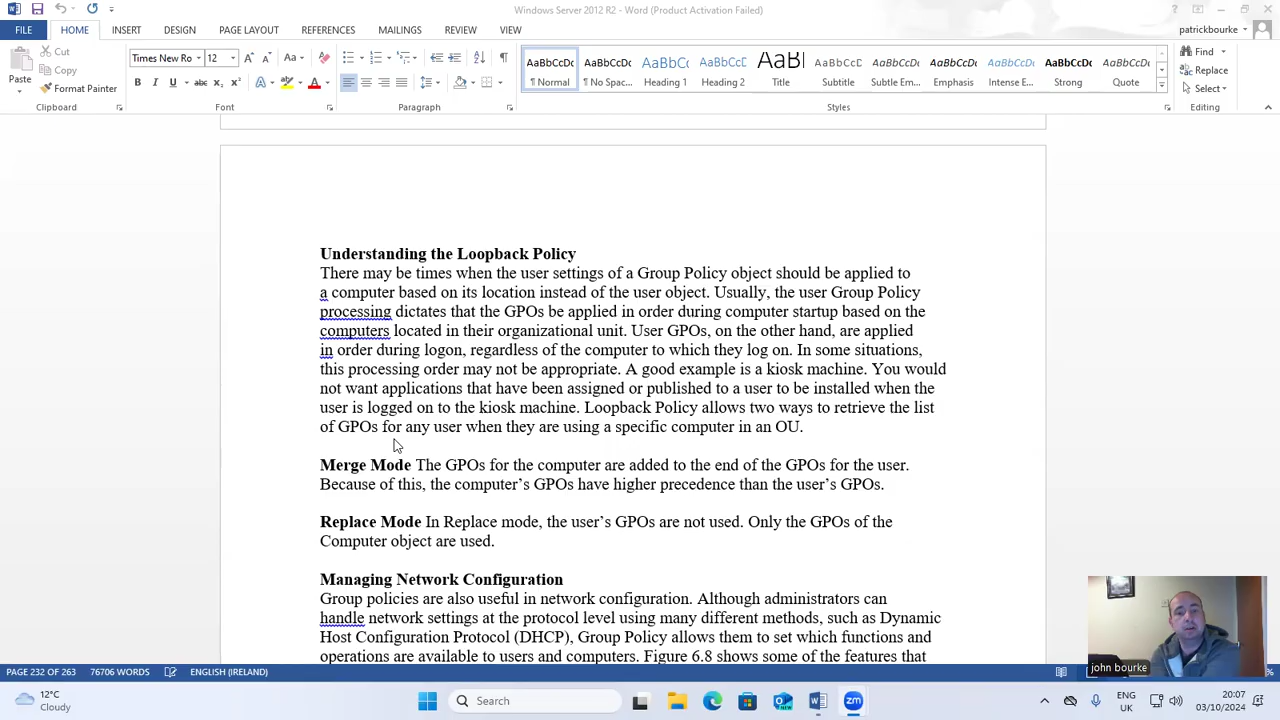 Windows Server 2012 R2 - Word (Product Activation Failed)
FILE HOME INSERT DESIGN PAGE LAYOUT REFERENCES MAILINGS REVIEW VIEW patrickbourke
Paste
Cut
Copy
Format Painter
Clipboard
Times New Ro 12
Font
Paragraph
AaBbCcDc AaBbCcDc AaBbCc AaBbCcD AaBl AaBbCcD AaBbCcDc AaBbCcDc AaBbCcDc AaBbCcDc AaBbCcDc
¶ Normal ¶ No Spac... Heading 1 Heading 2 Title Subtitle Subtle Em... Emphasis Intense E... Strong Quote
Styles
Find
Replace
Select
Editing
Understanding the Loopback Policy
There may be times when the user settings of a Group Policy object should be applied to
a computer based on its location instead of the user object. Usually, the user Group Policy
processing dictates that the GPOs be applied in order during computer startup based on the
computers located in their organizational unit. User GPOs, on the other hand, are applied
in order during logon, regardless of the computer to which they log on. In some situations,
this processing order may not be appropriate. A good example is a kiosk machine. You would
not want applications that have been assigned or published to a user to be installed when the
user is logged on to the kiosk machine. Loopback Policy allows two ways to retrieve the list
of GPOs for any user when they are using a specific computer in an OU.
Merge Mode The GPOs for the computer are added to the end of the GPOs for the user.
Because of this, the computer’s GPOs have higher precedence than the user’s GPOs.
Replace Mode In Replace mode, the user’s GPOs are not used. Only the GPOs of the
Computer object are used.
Managing Network Configuration
Group policies are also useful in network configuration. Although administrators can
handle network settings at the protocol level using many different methods, such as Dynamic
Host Configuration Protocol (DHCP), Group Policy allows them to set which functions and
operations are available to users and computers. Figure 6.8 shows some of the features that
john bourke
PAGE 232 OF 263 76706 WORDS ENGLISH (IRELAND)
12°C
Cloudy
Search
ENG
UK
20:07
03/10/2024